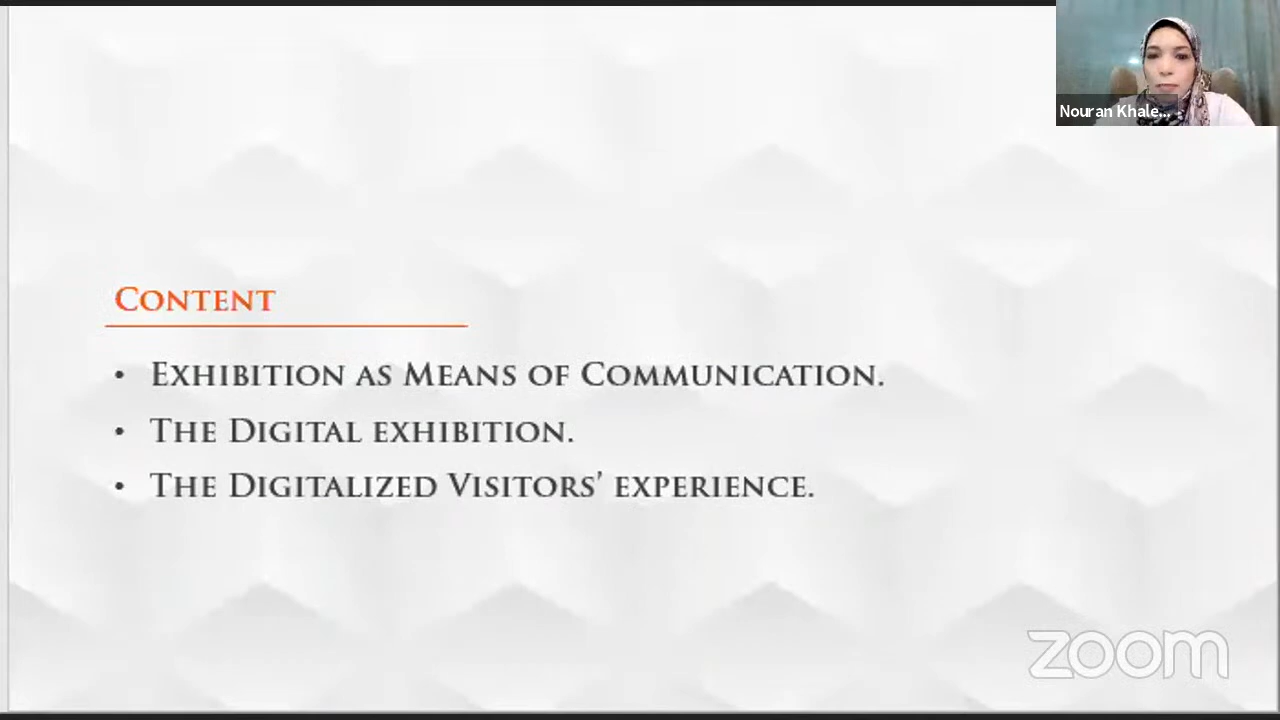 Nouran Khale...
Content
• Exhibition as Means of Communication.
• The Digital exhibition.
• The Digitalized Visitors’ experience.
zoom